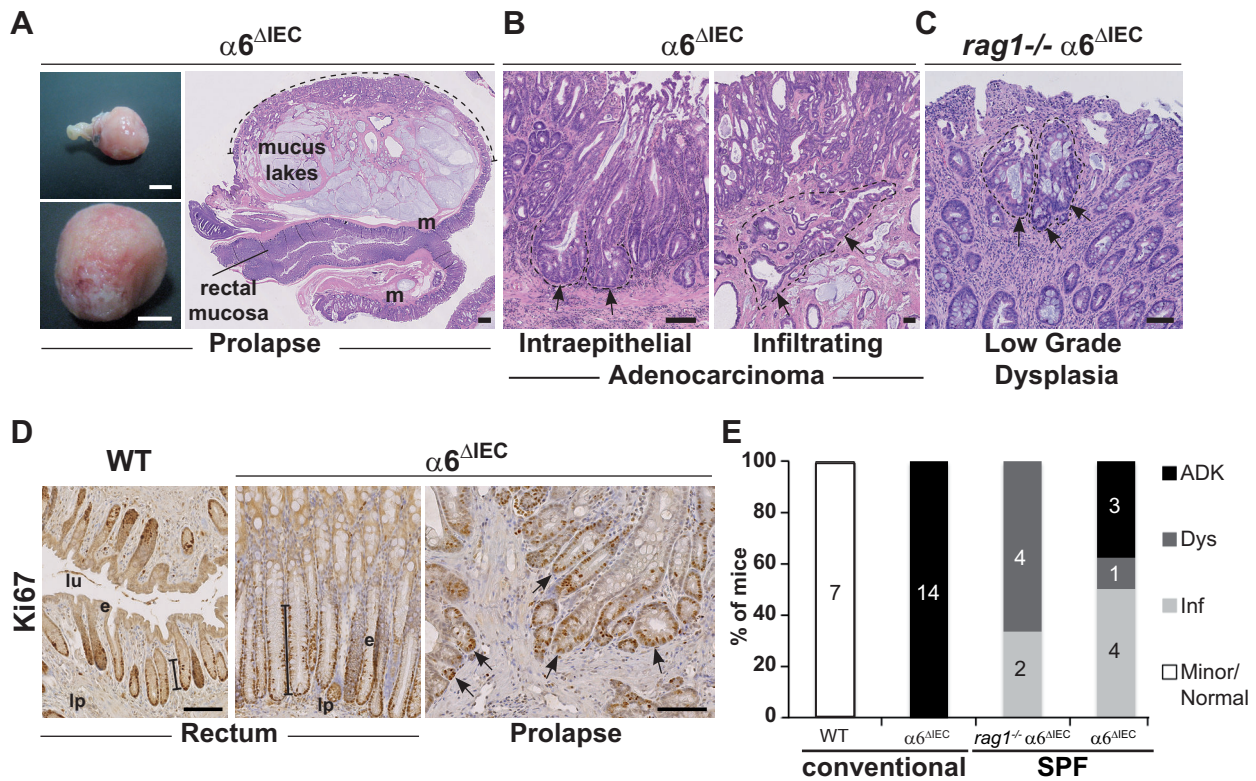 A
α6ΔIEC
mucus
lakes
m
rectal
mucosa
m
Prolapse
B
α6ΔIEC
Intraepithelial
Infiltrating
Adenocarcinoma
C
rag1-/- α6ΔIEC
Low Grade
Dysplasia
D
WT
α6ΔIEC
Ki67
lu
e
lp
e
lp
Rectum
Prolapse
E
% of mice
100
80
60
40
20
0
7
14
4
2
3
1
4
ADK
Dys
Inf
Minor/
Normal
WT
α6ΔIEC
rag1-/- α6ΔIEC
α6ΔIEC
conventional
SPF